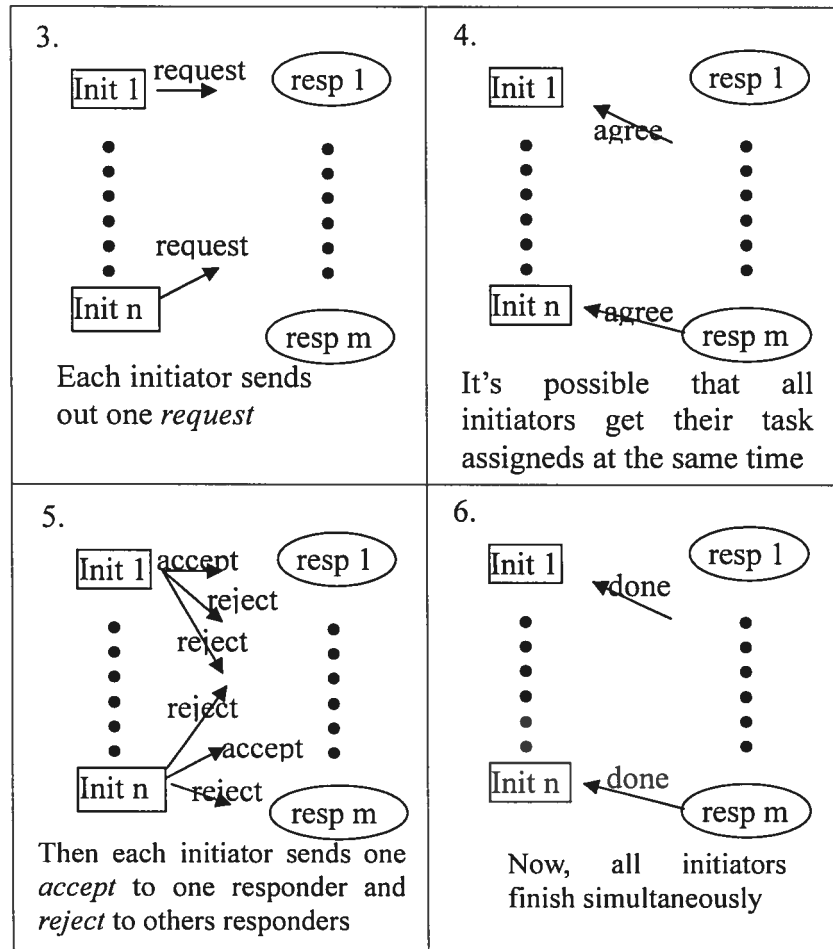 3.
request
Init 1
resp 1
request
Init n
resp m
Each initiator sends
out one request
4.
Init 1
resp 1
agree
Init n
agree
resp m
It's possible that all
initiators get their task
assigneds at the same time
5.
Init 1
accept
resp 1
reject
reject
reject
accept
Init n
reject
resp m
Then each initiator sends one
accept to one responder and
reject to others responders
6.
Init 1
resp 1
done
Init n
done
resp m
Now, all initiators
finish simultaneously